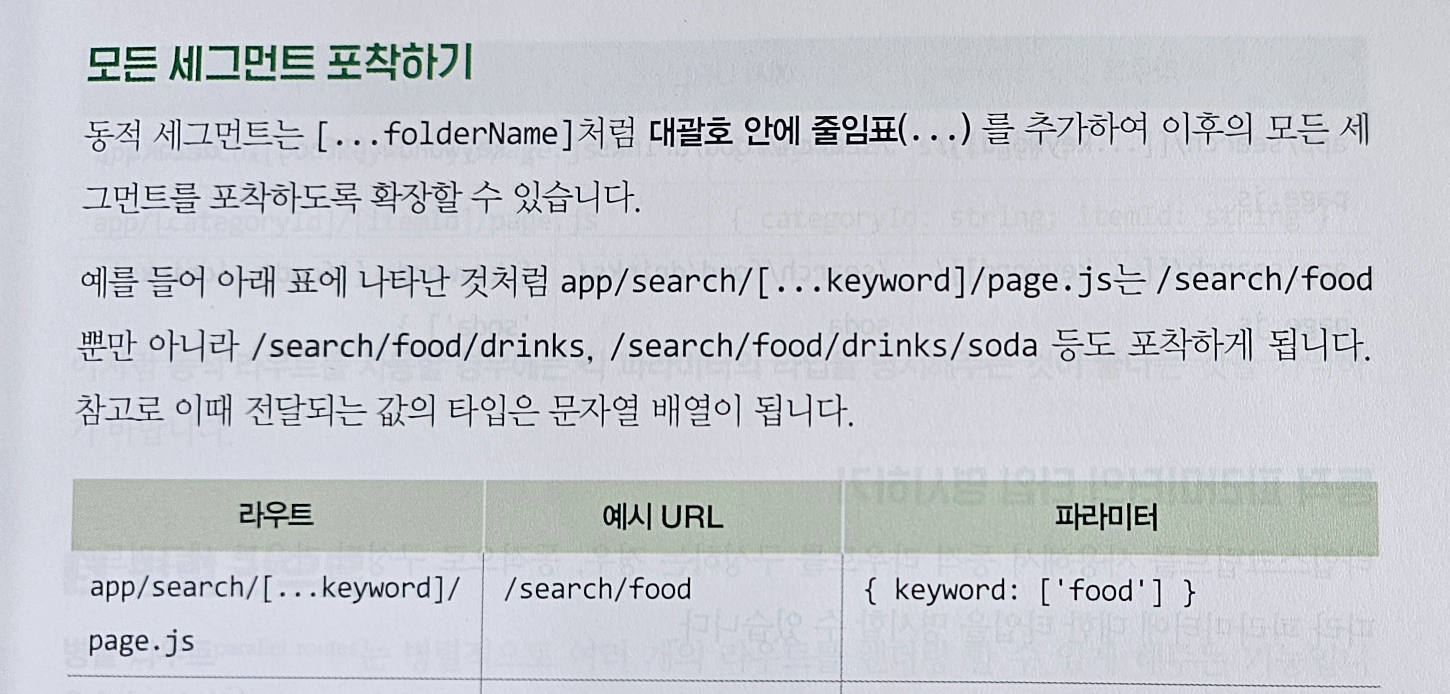 모든 세그먼트 포착하기
동적 세그먼트는 [...folderName]처럼 대괄호 안에 줄임표(...) 를 추가하여 이후의 모든 세
그먼트를 포착하도록 확장할 수 있습니다.
예를 들어 아래 표에 나타난 것처럼 app/search/[...keyword]/page.js는 /search/food
뿐만 아니라 /search/food/drinks, /search/food/drinks/soda 등도 포착하게 됩니다.
참고로 이때 전달되는 값의 타입은 문자열 배열이 됩니다.
라우트 예시 URL 파라미터
app/search/[...keyword]/ /search/food { keyword: ['food'] }
page.js